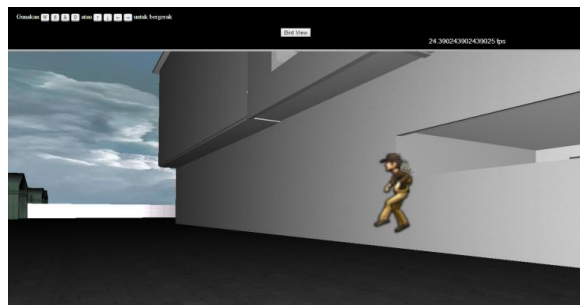 Gunakan A D atau ↑ ↓ ← → untuk bergerak
Bird View
24.390243902439025 fps